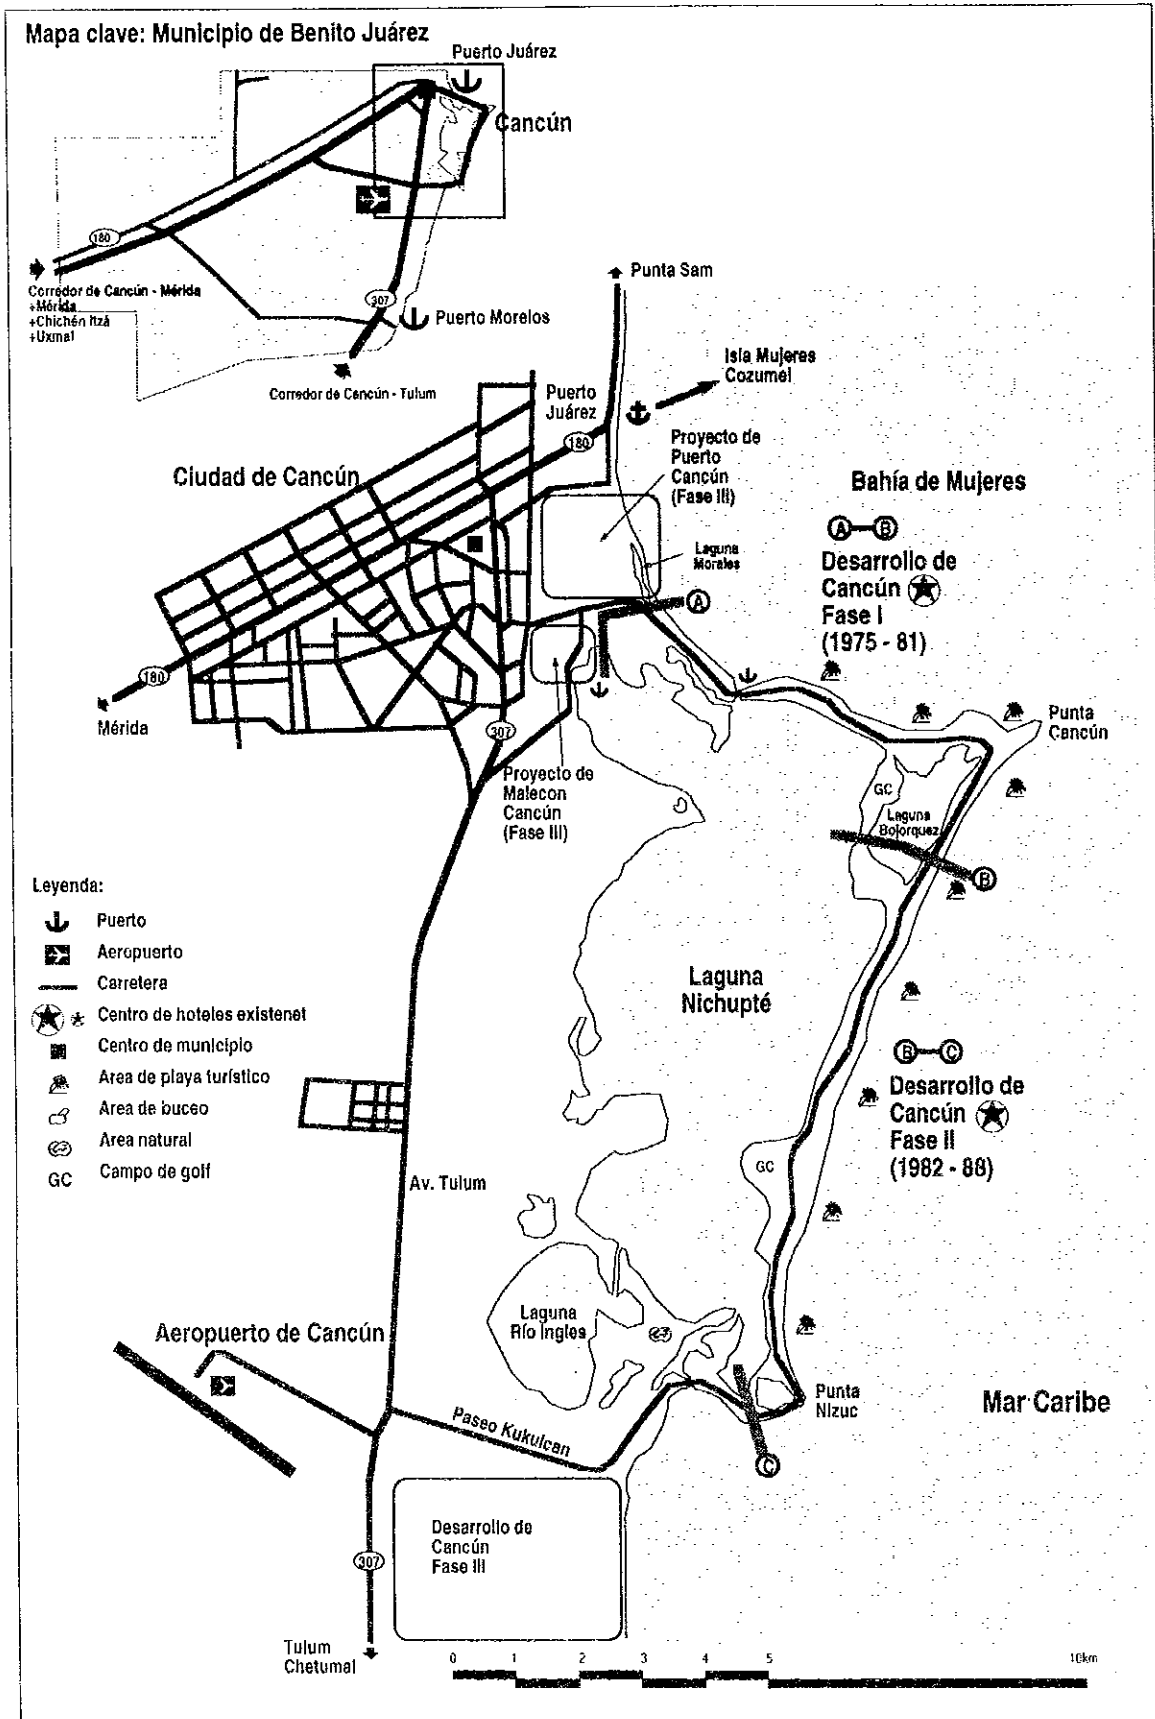 Mapa clave: Municipio de Benito Juárez
Puerto Juárez
Cancún
180
Corredor de Cancún - Mérida
+Mérida
+Chichén Itzá
+Uxmal
307
Puerto Morelos
Corredor de Cancún - Tulum
Punta Sam
Isla Mujeres
Cozumel
Puerto
Juárez
180
Proyecto de
Puerto
Cancún
(Fase III)
Ciudad de Cancún
Bahía de Mujeres
A B
Desarrollo de
Cancún
Fase I
(1975 - 81)
Laguna
Morales
A
180
Mérida
307
Punta
Cancún
Proyecto de
Malecon
Cancún
(Fase III)
GC
Laguna
Bojorquez
B
Leyenda:
Puerto
Aeropuerto
Carretera
Centro de hoteles existenet
Centro de municipio
Area de playa turístico
Area de buceo
Area natural
GC Campo de golf
Laguna
Nichupté
B C
Desarrollo de
Cancún
Fase II
(1982 - 88)
GC
Av. Tulum
Laguna
Río Ingles
Aeropuerto de Cancún
Punta
Nizuc
Mar Caribe
Paseo Kukulcan
C
Desarrollo de
Cancún
Fase III
307
Tulum
Chetumal
0 1 2 3 4 5 10km